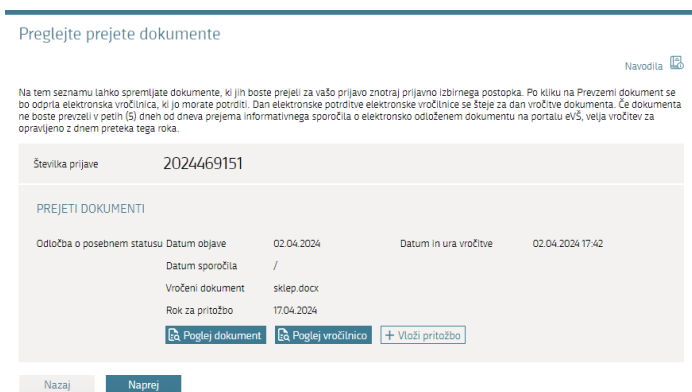 Preglejte prejete dokumente
Navodila
Na tem seznamu lahko spremljate dokumente, ki jih boste prejeli za vašo prijavo znotraj prijavno izbirnega postopka. Po kliku na Prevzemi dokument se
bo odprla elektronska vročilnica, ki jo morate potrditi. Dan elektronske potrditve elektronske vročilnice se šteje za dan vročitve dokumenta. Če dokumenta
ne boste prevzeli v petih (5) dneh od dneva prejema informativnega sporočila o elektronsko odloženem dokumentu na portalu eVŠ, velja vročitev za
opravljeno z dnem preteka tega roka.
Številka prijave 2024469151
PREJETI DOKUMENTI
Odločba o posebnem statusu Datum objave 02.04.2024 Datum in ura vročitve 02.04.2024 17:42
Datum sporočila /
Vročeni dokument sklep.docx
Rok za pritožbo 17.04.2024
Poglej dokument Poglej vročilnico + Vloži pritožbo
Nazaj Naprej